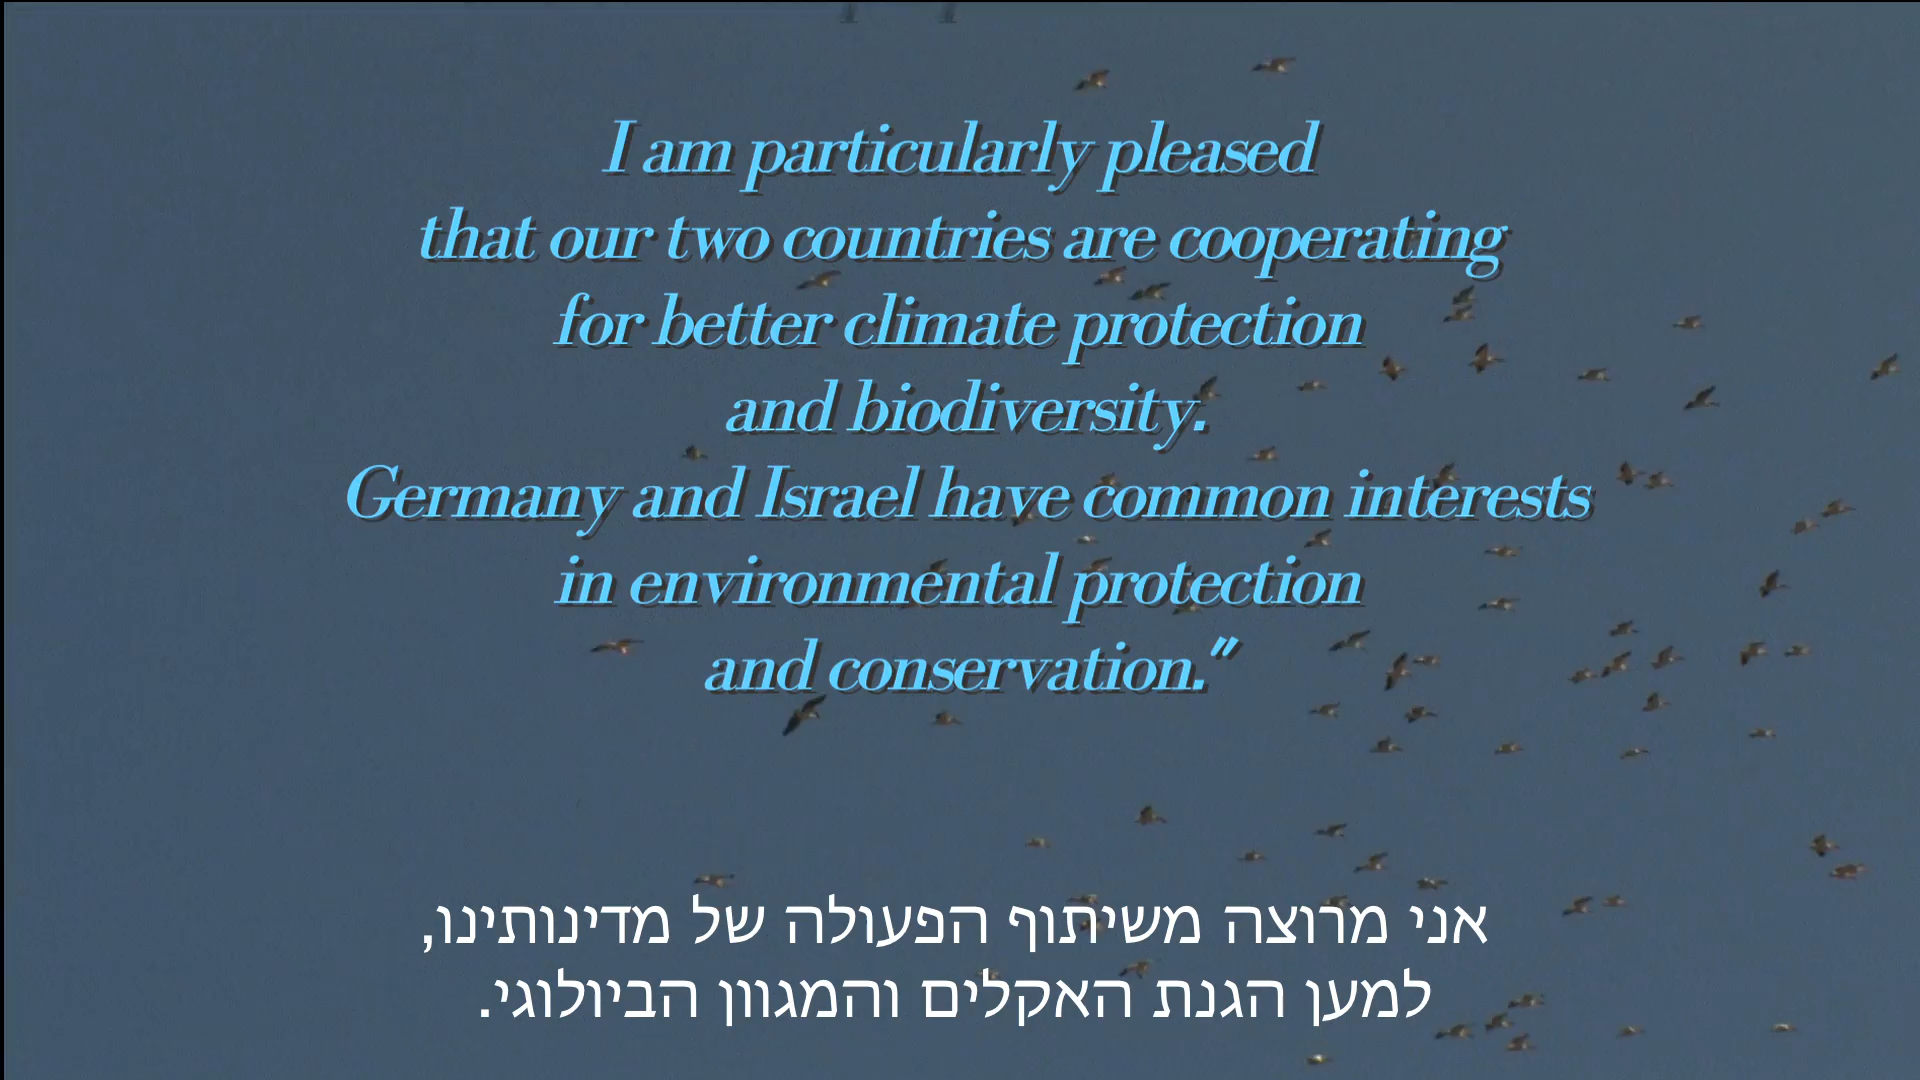 I am particularly pleased
that our two countries are cooperating
for better climate protection
and biodiversity.
Germany and Israel have common interests
in environmental protection
and conservation."
אני מרוצה משיתוף הפעולה של מדינותינו,
למען הגנת האקלים והמגוון הביולוגי.